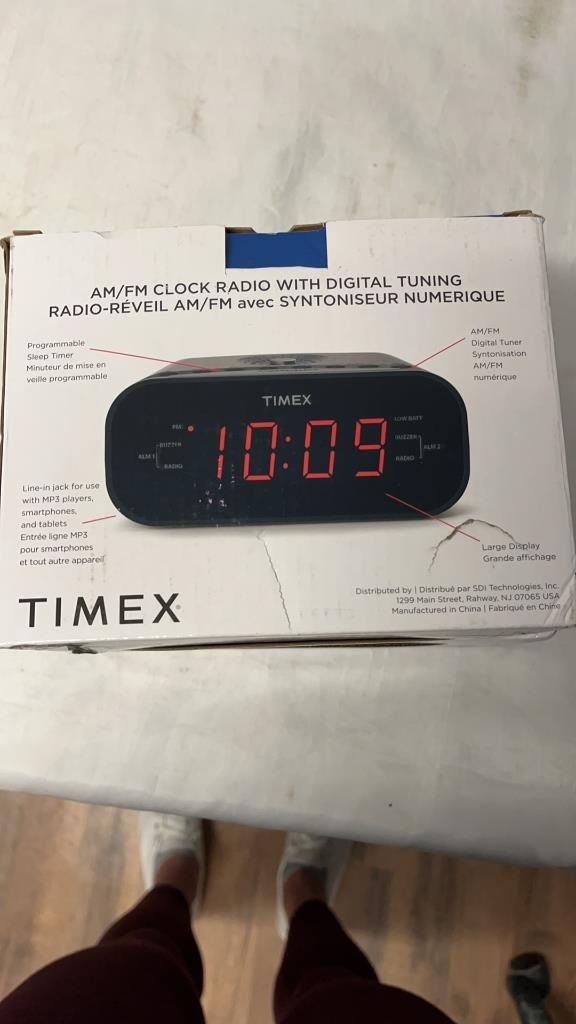 AM/FM CLOCK RADIO WITH DIGITAL TUNING
RADIO-RÉVEIL AM/FM avec SYNTONISEUR NUMERIQUE
Programmable
Sleep Timer
Minuteur de mise en
veille programmable
AM/FM
Digital Tuner
Syntonisation
AM/FM
numérique
TIMEX
PM
LOW BATT
BUZZER
ALM 1
RADIO
10:09
BUZZER
ALM 2
RADIO
Line-in jack for use
with MP3 players,
smartphones,
and tablets
Entrée ligne MP3
pour smartphones
et tout autre appareil
Large Display
Grande affichage
TIMEX®
Distributed by | Distribué par SDI Technologies, Inc.
1299 Main Street, Rahway, NJ 07065 USA
Manufactured in China | Fabriqué en Chine